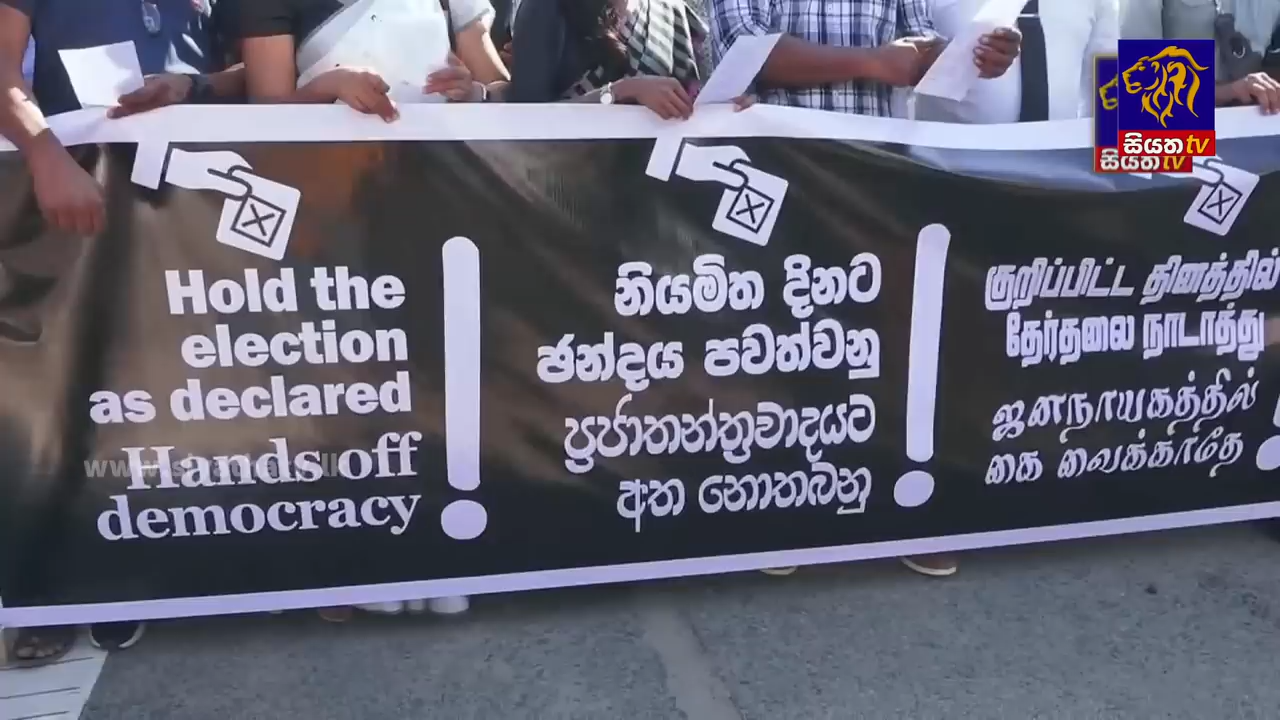 සියත tv
සියත tv
Hold the
election
as declared
Hands off
democracy
!
නියමිත දිනට
ඡන්දය පවත්වනු
ප්‍රජාතන්ත්‍රවාදයට
අත නොතබනු
!
குறிப்பிட்ட தினத்தில்
தேர்தலை நாடாத்து
ஜனநாயகத்தில்
கை வைக்காதே
!